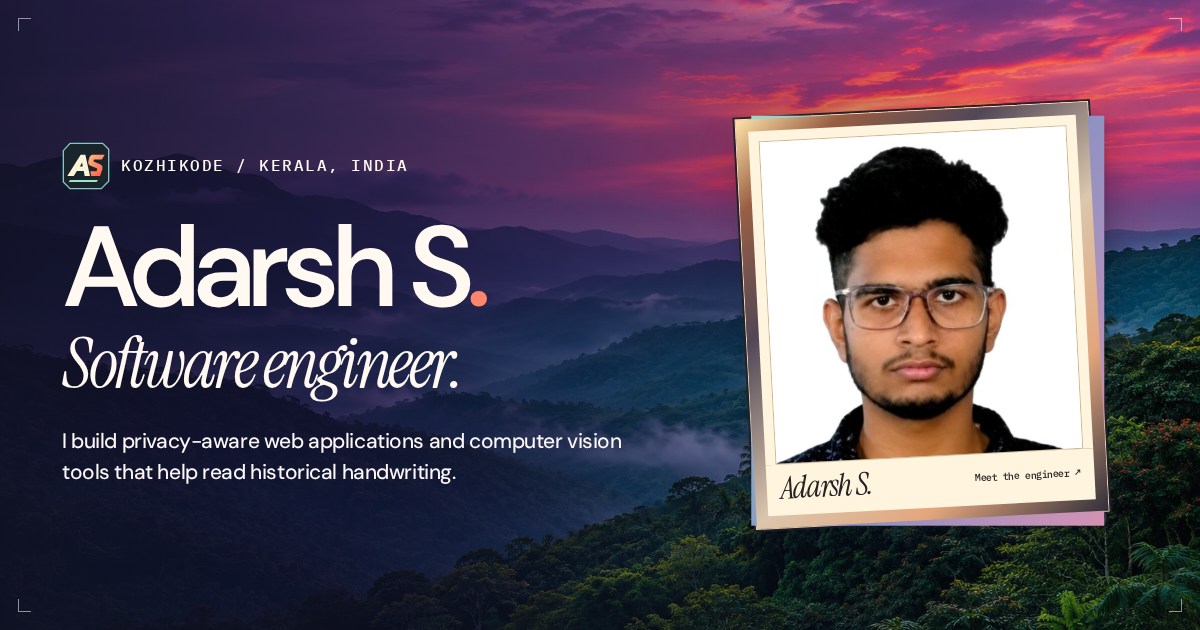 AS
KOZHIKODE / KERALA, INDIA
Adarsh S.
Software engineer.
I build privacy-aware web applications and computer vision
tools that help read historical handwriting.
Adarsh S.
Meet the engineer ↗